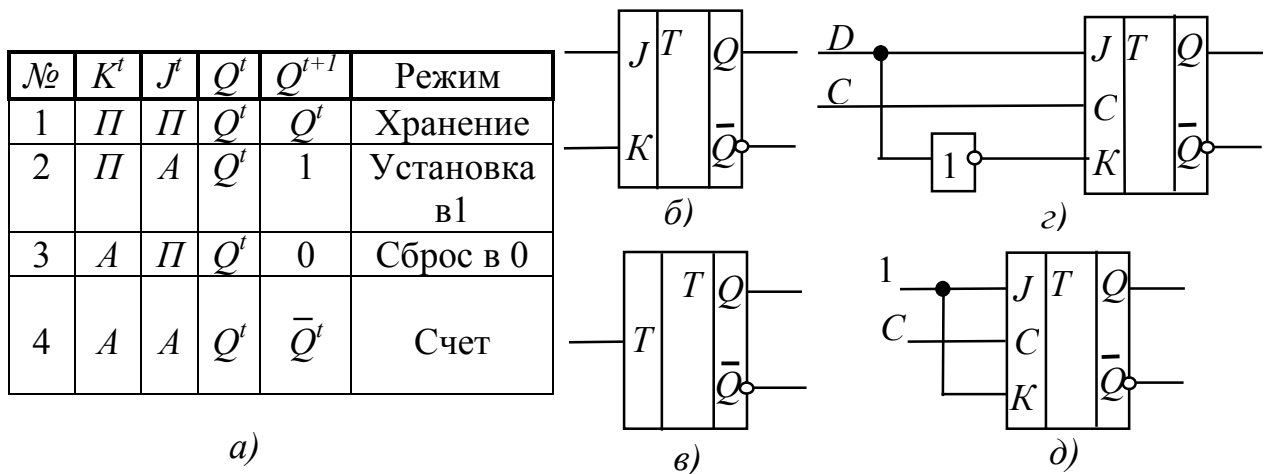 № K^t J^t Q^t Q^{t+1} Режим
1 П П Q^t Q^t Хранение
2 П А Q^t 1 Установка
в1
3 А П Q^t 0 Сброс в 0
4 А А Q^t Q̅^t Счет
а)
J T Q
К Q̅
б)
T Q
T
Q̅
в)
D
J T Q
C
C
1 К Q̅
г)
1 J T Q
C C
К Q̅
д)